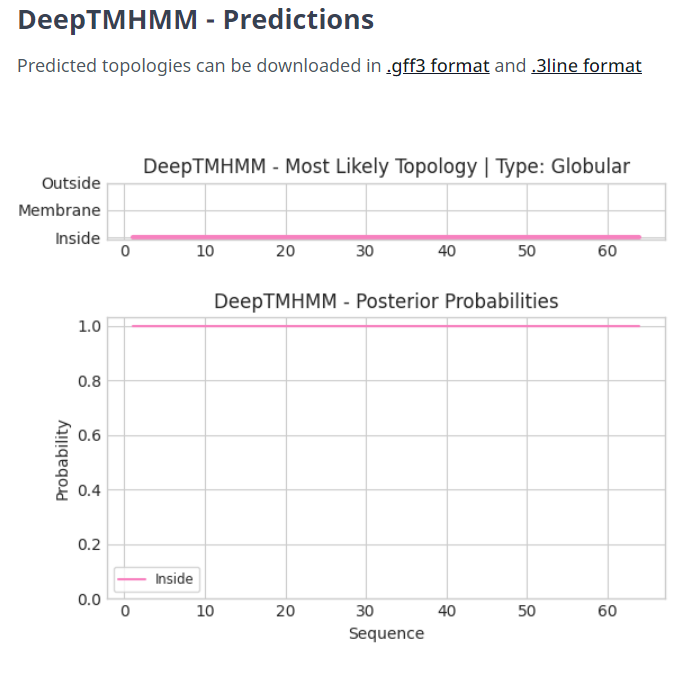 DeepTMHMM - Predictions
Predicted topologies can be downloaded in .gff3 format and .3line format
DeepTMHMM - Most Likely Topology | Type: Globular
Outside
Membrane
Inside
0 10 20 30 40 50 60
DeepTMHMM - Posterior Probabilities
1.0
0.8
0.6
0.4
0.2
0.0
Probability
Inside
0 10 20 30 40 50 60
Sequence